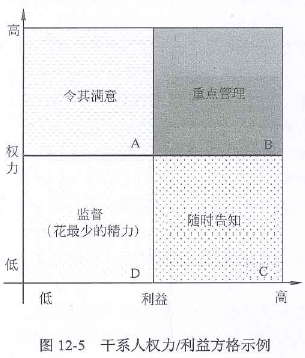 高
令其满意
重点管理
A
B
权力
监督
（花最少的精力）
随时告知
低
D
C
低
利益
高
图 12-5 干系人权力/利益方格示例